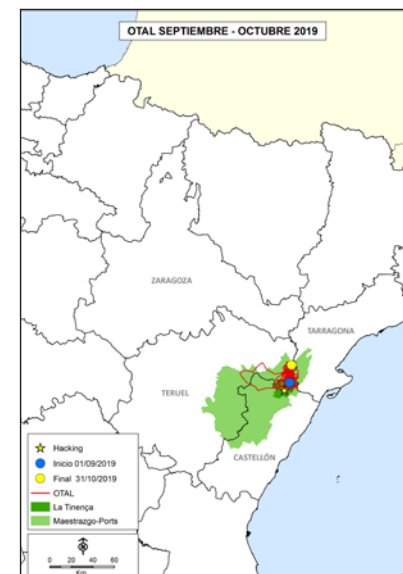 OTAL SEPTIEMBRE - OCTUBRE 2019
ZARAGOZA
TARRAGONA
TERUEL
CASTELLÓN
Hacking
Inicio 01/09/2019
Final 31/10/2019
OTAL
La Tinença
Maestrazgo-Ports
0 10 20 40 60
Km